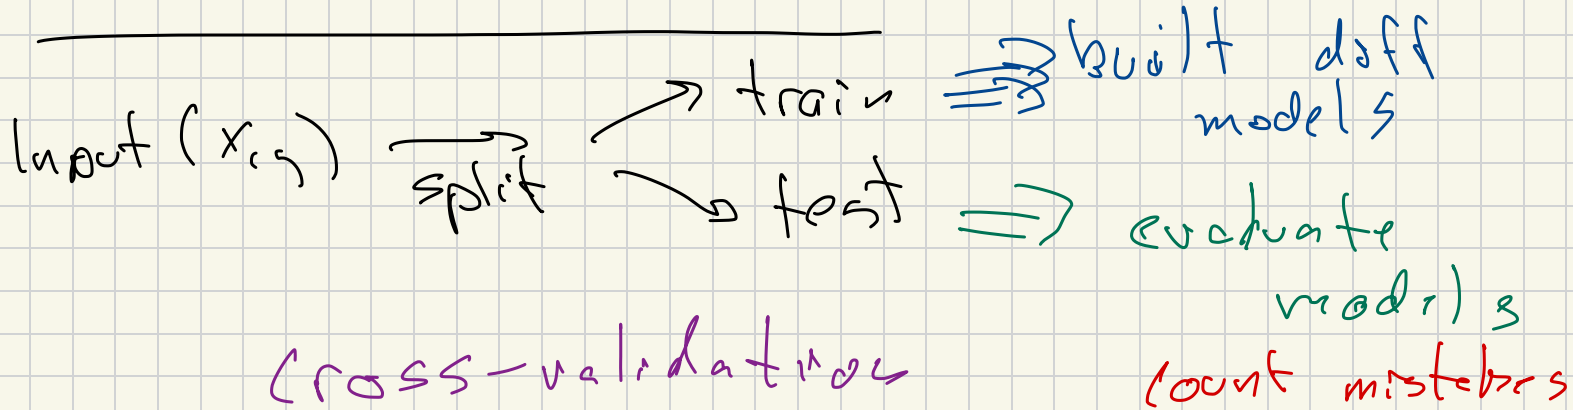 Input (x, y) split train built diff
models
test evaluate
models
cross-validation count mistakes